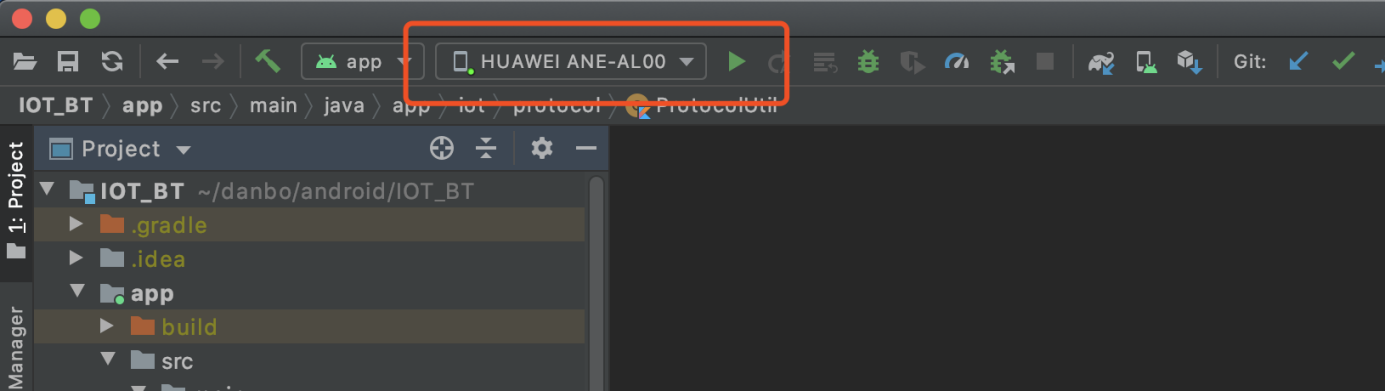 app HUAWEI ANE-AL00 Git:
IOT_BT app src main java app iot protocol ProtocolUtil
1: Project
Project
IOT_BT ~/danbo/android/IOT_BT
.gradle
.idea
app
build
src
Manager